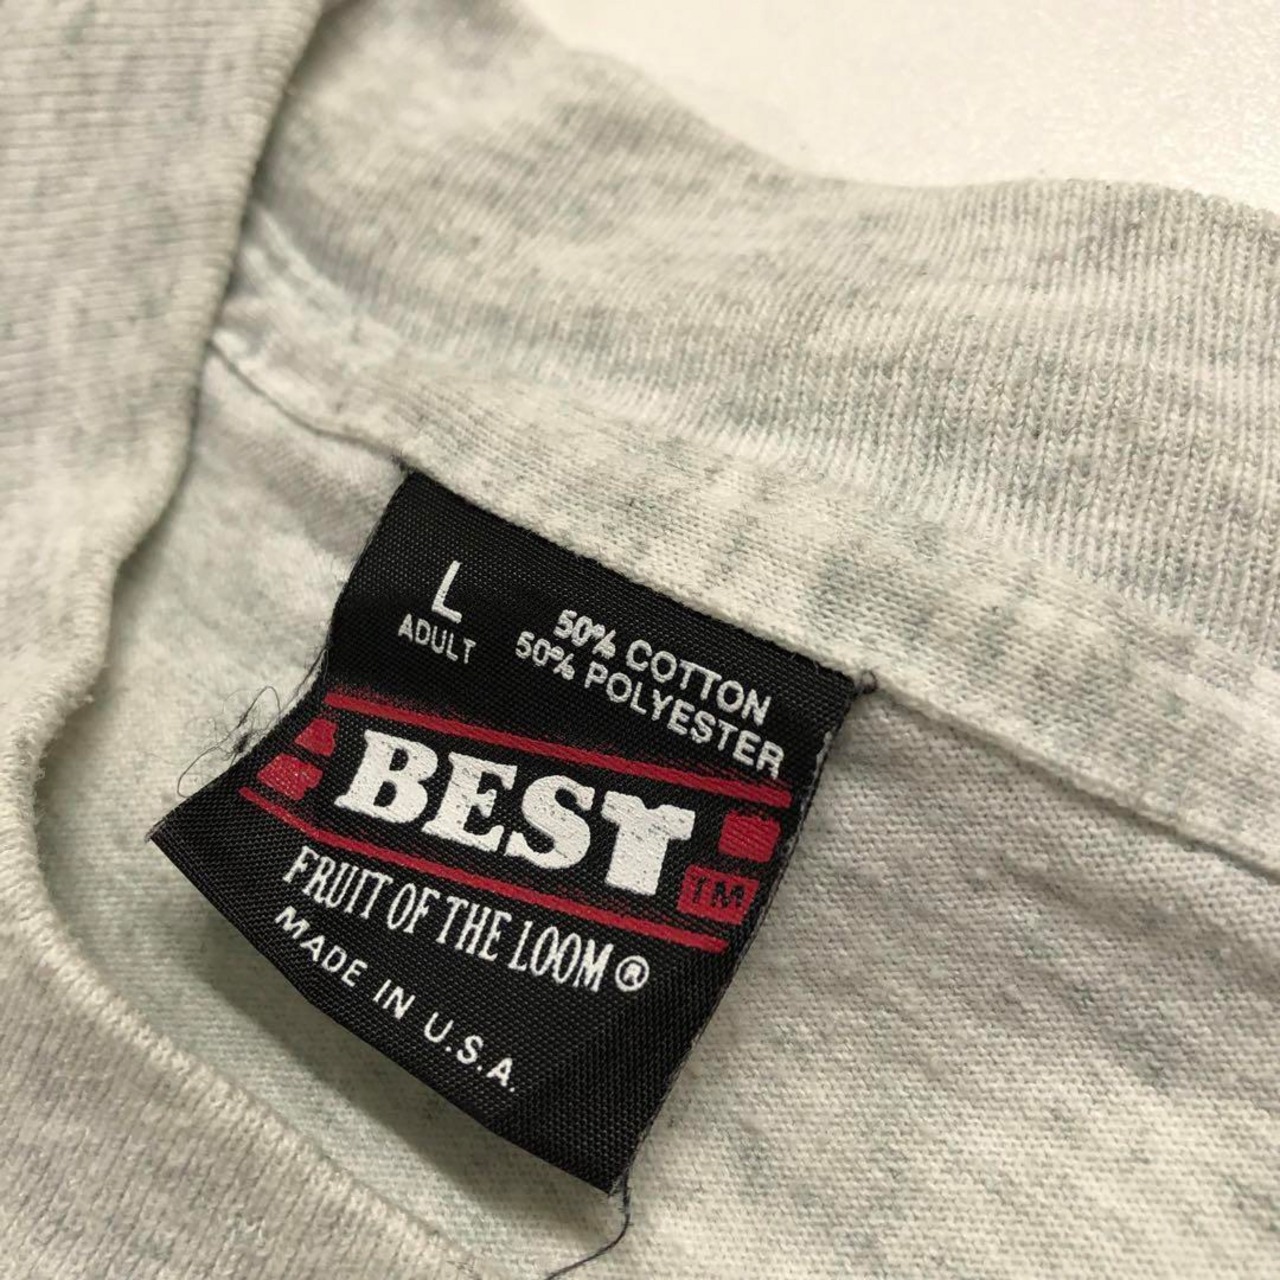 L
ADULT
50% COTTON
50% POLYESTER
BEST TM
FRUIT OF THE LOOM ®
MADE IN U.S.A.